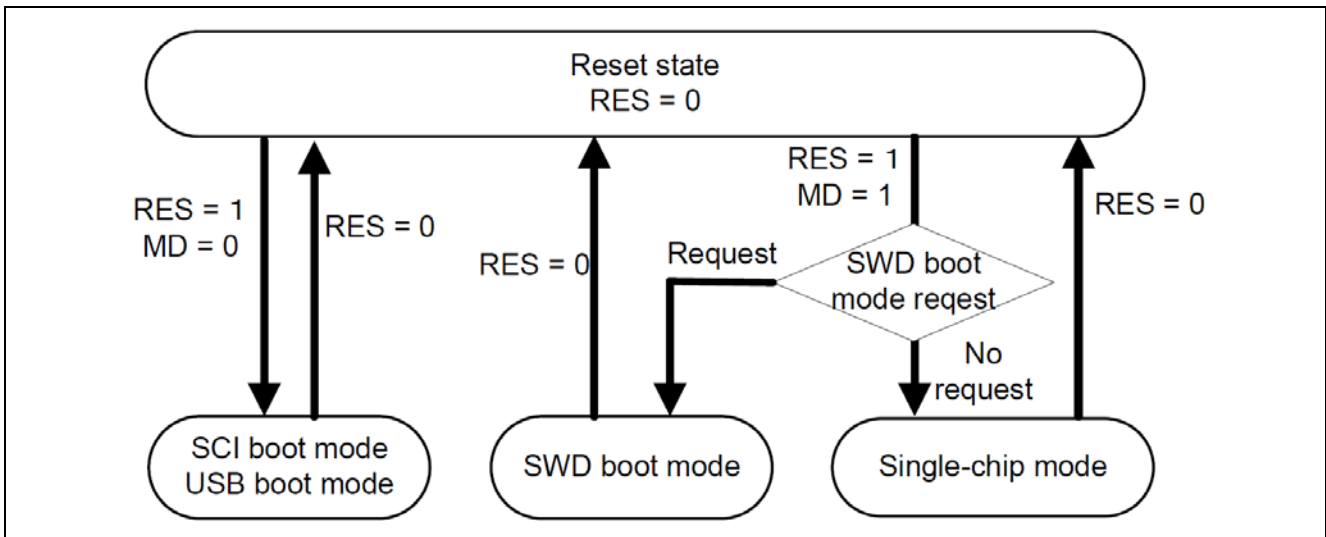 Reset state
RES = 0
RES = 1
MD = 0
RES = 0
RES = 0
RES = 1
MD = 1
RES = 0
Request
SWD boot
mode reqest
No
request
SCI boot mode
USB boot mode
SWD boot mode
Single-chip mode